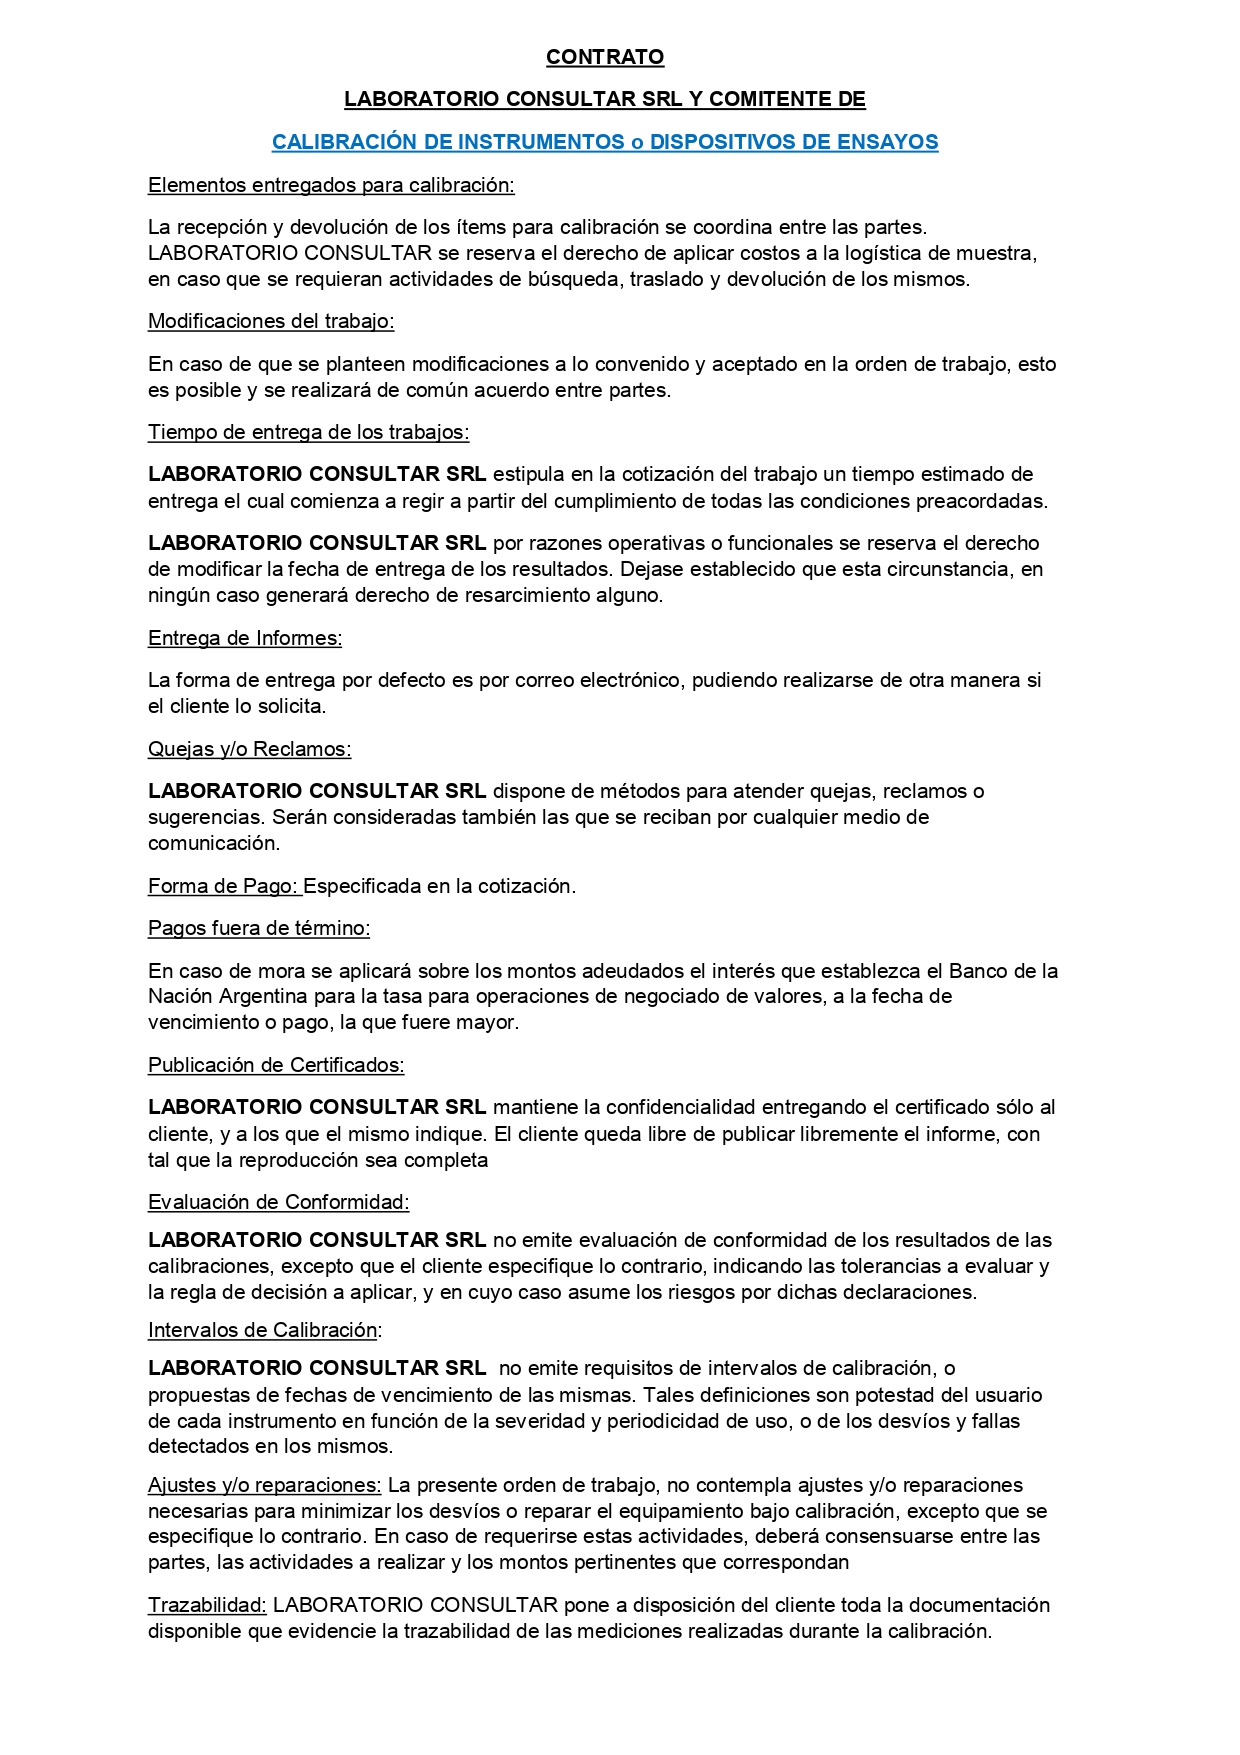 CONTRATO
LABORATORIO CONSULTAR SRL Y COMITENTE DE
CALIBRACIÓN DE INSTRUMENTOS o DISPOSITIVOS DE ENSAYOS
Elementos entregados para calibración:
La recepción y devolución de los ítems para calibración se coordina entre las partes.
LABORATORIO CONSULTAR se reserva el derecho de aplicar costos a la logística de muestra,
en caso que se requieran actividades de búsqueda, traslado y devolución de los mismos.
Modificaciones del trabajo:
En caso de que se planteen modificaciones a lo convenido y aceptado en la orden de trabajo, esto
es posible y se realizará de común acuerdo entre partes.
Tiempo de entrega de los trabajos:
LABORATORIO CONSULTAR SRL estipula en la cotización del trabajo un tiempo estimado de
entrega el cual comienza a regir a partir del cumplimiento de todas las condiciones preacordadas.
LABORATORIO CONSULTAR SRL por razones operativas o funcionales se reserva el derecho
de modificar la fecha de entrega de los resultados. Dejase establecido que esta circunstancia, en
ningún caso generará derecho de resarcimiento alguno.
Entrega de Informes:
La forma de entrega por defecto es por correo electrónico, pudiendo realizarse de otra manera si
el cliente lo solicita.
Quejas y/o Reclamos:
LABORATORIO CONSULTAR SRL dispone de métodos para atender quejas, reclamos o
sugerencias. Serán consideradas también las que se reciban por cualquier medio de
comunicación.
Forma de Pago: Especificada en la cotización.
Pagos fuera de término:
En caso de mora se aplicará sobre los montos adeudados el interés que establezca el Banco de la
Nación Argentina para la tasa para operaciones de negociado de valores, a la fecha de
vencimiento o pago, la que fuere mayor.
Publicación de Certificados:
LABORATORIO CONSULTAR SRL mantiene la confidencialidad entregando el certificado sólo al
cliente, y a los que el mismo indique. El cliente queda libre de publicar libremente el informe, con
tal que la reproducción sea completa
Evaluación de Conformidad:
LABORATORIO CONSULTAR SRL no emite evaluación de conformidad de los resultados de las
calibraciones, excepto que el cliente especifique lo contrario, indicando las tolerancias a evaluar y
la regla de decisión a aplicar, y en cuyo caso asume los riesgos por dichas declaraciones.
Intervalos de Calibración:
LABORATORIO CONSULTAR SRL  no emite requisitos de intervalos de calibración, o
propuestas de fechas de vencimiento de las mismas. Tales definiciones son potestad del usuario
de cada instrumento en función de la severidad y periodicidad de uso, o de los desvíos y fallas
detectados en los mismos.
Ajustes y/o reparaciones: La presente orden de trabajo, no contempla ajustes y/o reparaciones
necesarias para minimizar los desvíos o reparar el equipamiento bajo calibración, excepto que se
especifique lo contrario. En caso de requerirse estas actividades, deberá consensuarse entre las
partes, las actividades a realizar y los montos pertinentes que correspondan
Trazabilidad: LABORATORIO CONSULTAR pone a disposición del cliente toda la documentación
disponible que evidencie la trazabilidad de las mediciones realizadas durante la calibración.